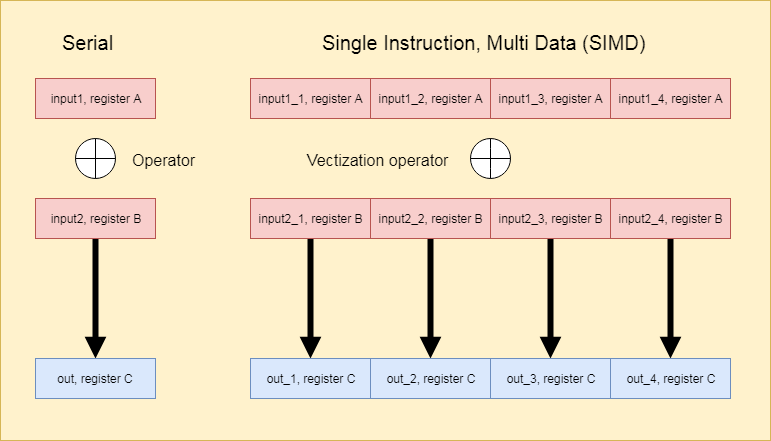 Serial
Single Instruction, Multi Data (SIMD)
input1, register A
input1_1, register A
input1_2, register A
input1_3, register A
input1_4, register A
Operator
Vectization operator
input2, register B
input2_1, register B
input2_2, register B
input2_3, register B
input2_4, register B
out, register C
out_1, register C
out_2, register C
out_3, register C
out_4, register C